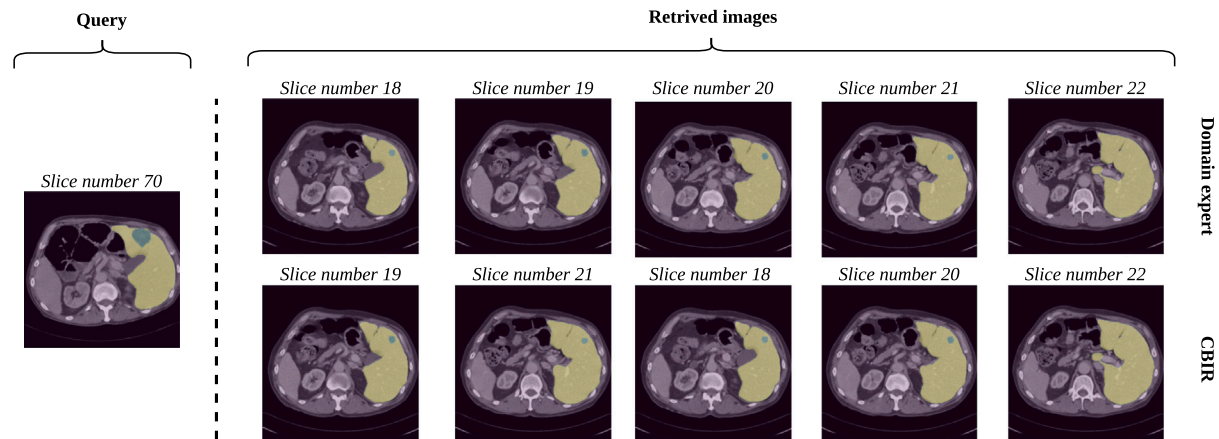 Query
Retrived images
Slice number 70
Slice number 18
Slice number 19
Slice number 20
Slice number 21
Slice number 22
Domain expert
Slice number 19
Slice number 21
Slice number 18
Slice number 20
Slice number 22
CBIR